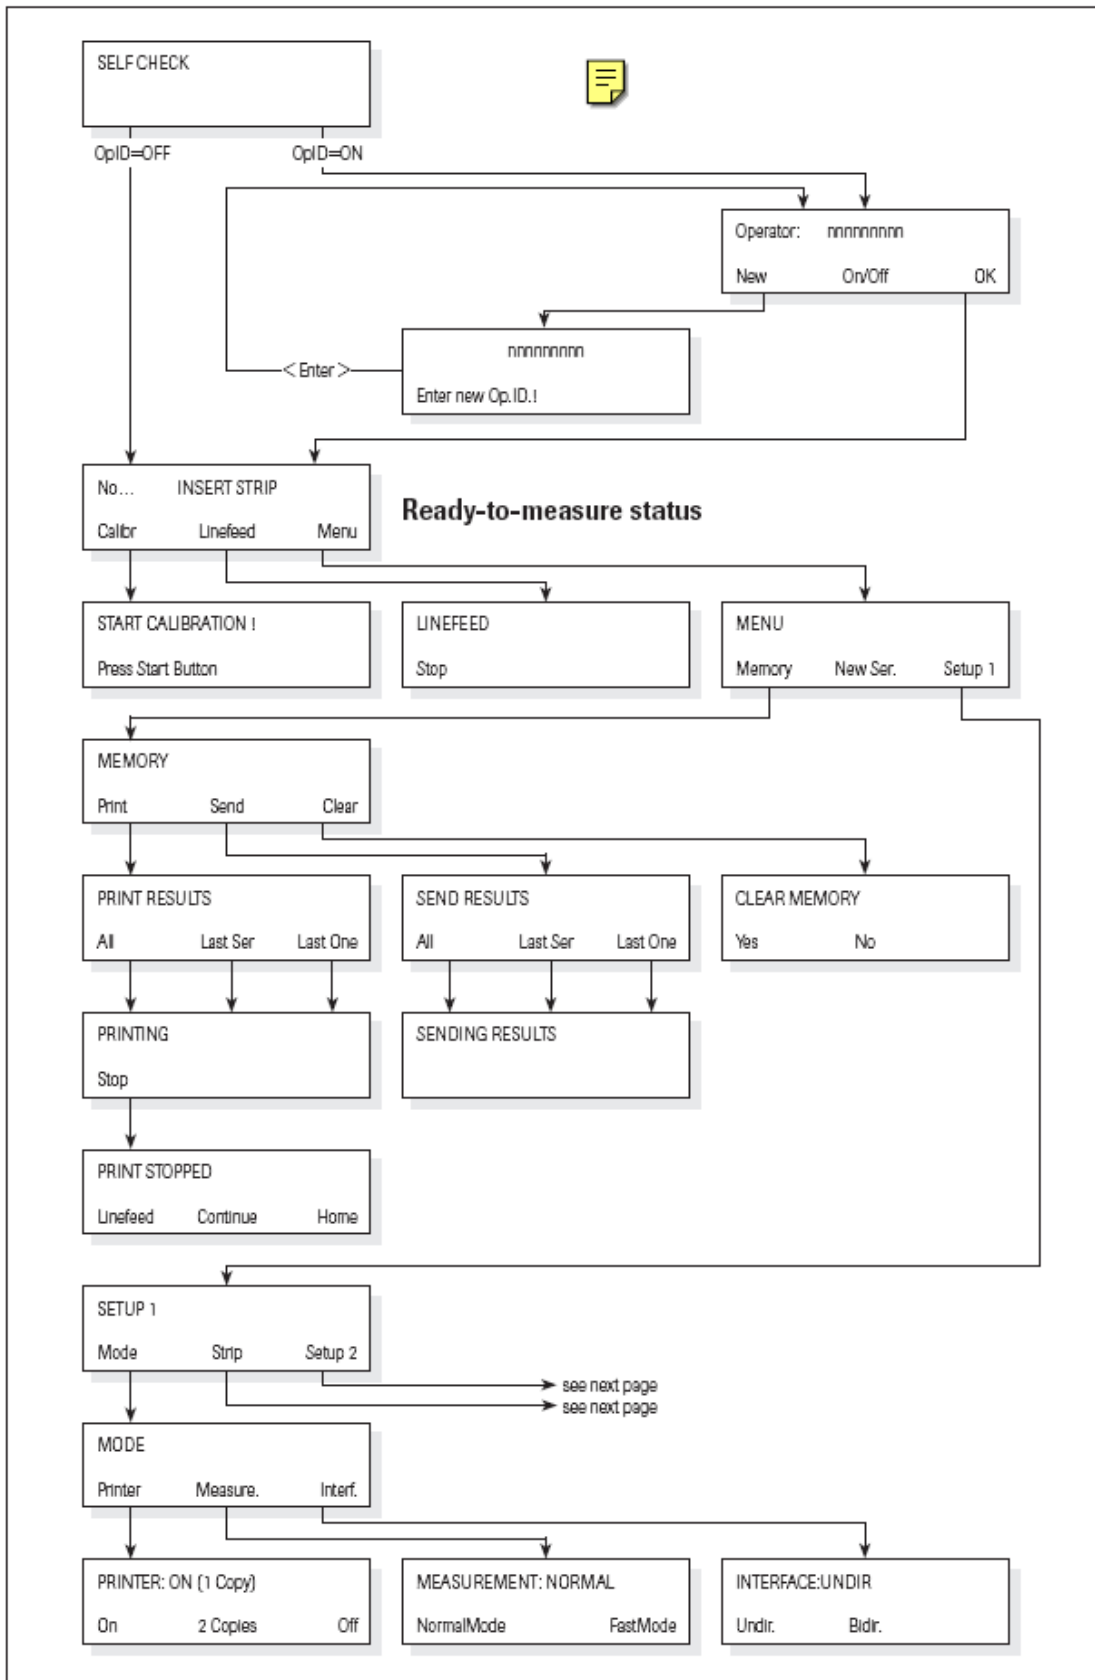 SELF CHECK
OpID=OFF OpID=ON
Operator: nnnnnnnnn
New On/Off OK
nnnnnnnnn
<Enter>
Enter new Op.ID.!
No... INSERT STRIP
Calibr Linefeed Menu
Ready-to-measure status
START CALIBRATION !
Press Start Button
LINEFEED
Stop
MENU
Memory New Ser. Setup 1
MEMORY
Print Send Clear
PRINT RESULTS
All Last Ser Last One
SEND RESULTS
All Last Ser Last One
CLEAR MEMORY
Yes No
PRINTING
Stop
SENDING RESULTS
PRINT STOPPED
Linefeed Continue Home
SETUP 1
Mode Strip Setup 2
see next page
see next page
MODE
Printer Measure. Interf.
PRINTER: ON (1 Copy)
On 2 Copies Off
MEASUREMENT: NORMAL
NormalMode FastMode
INTERFACE:UNDIR
Undir. Bidir.